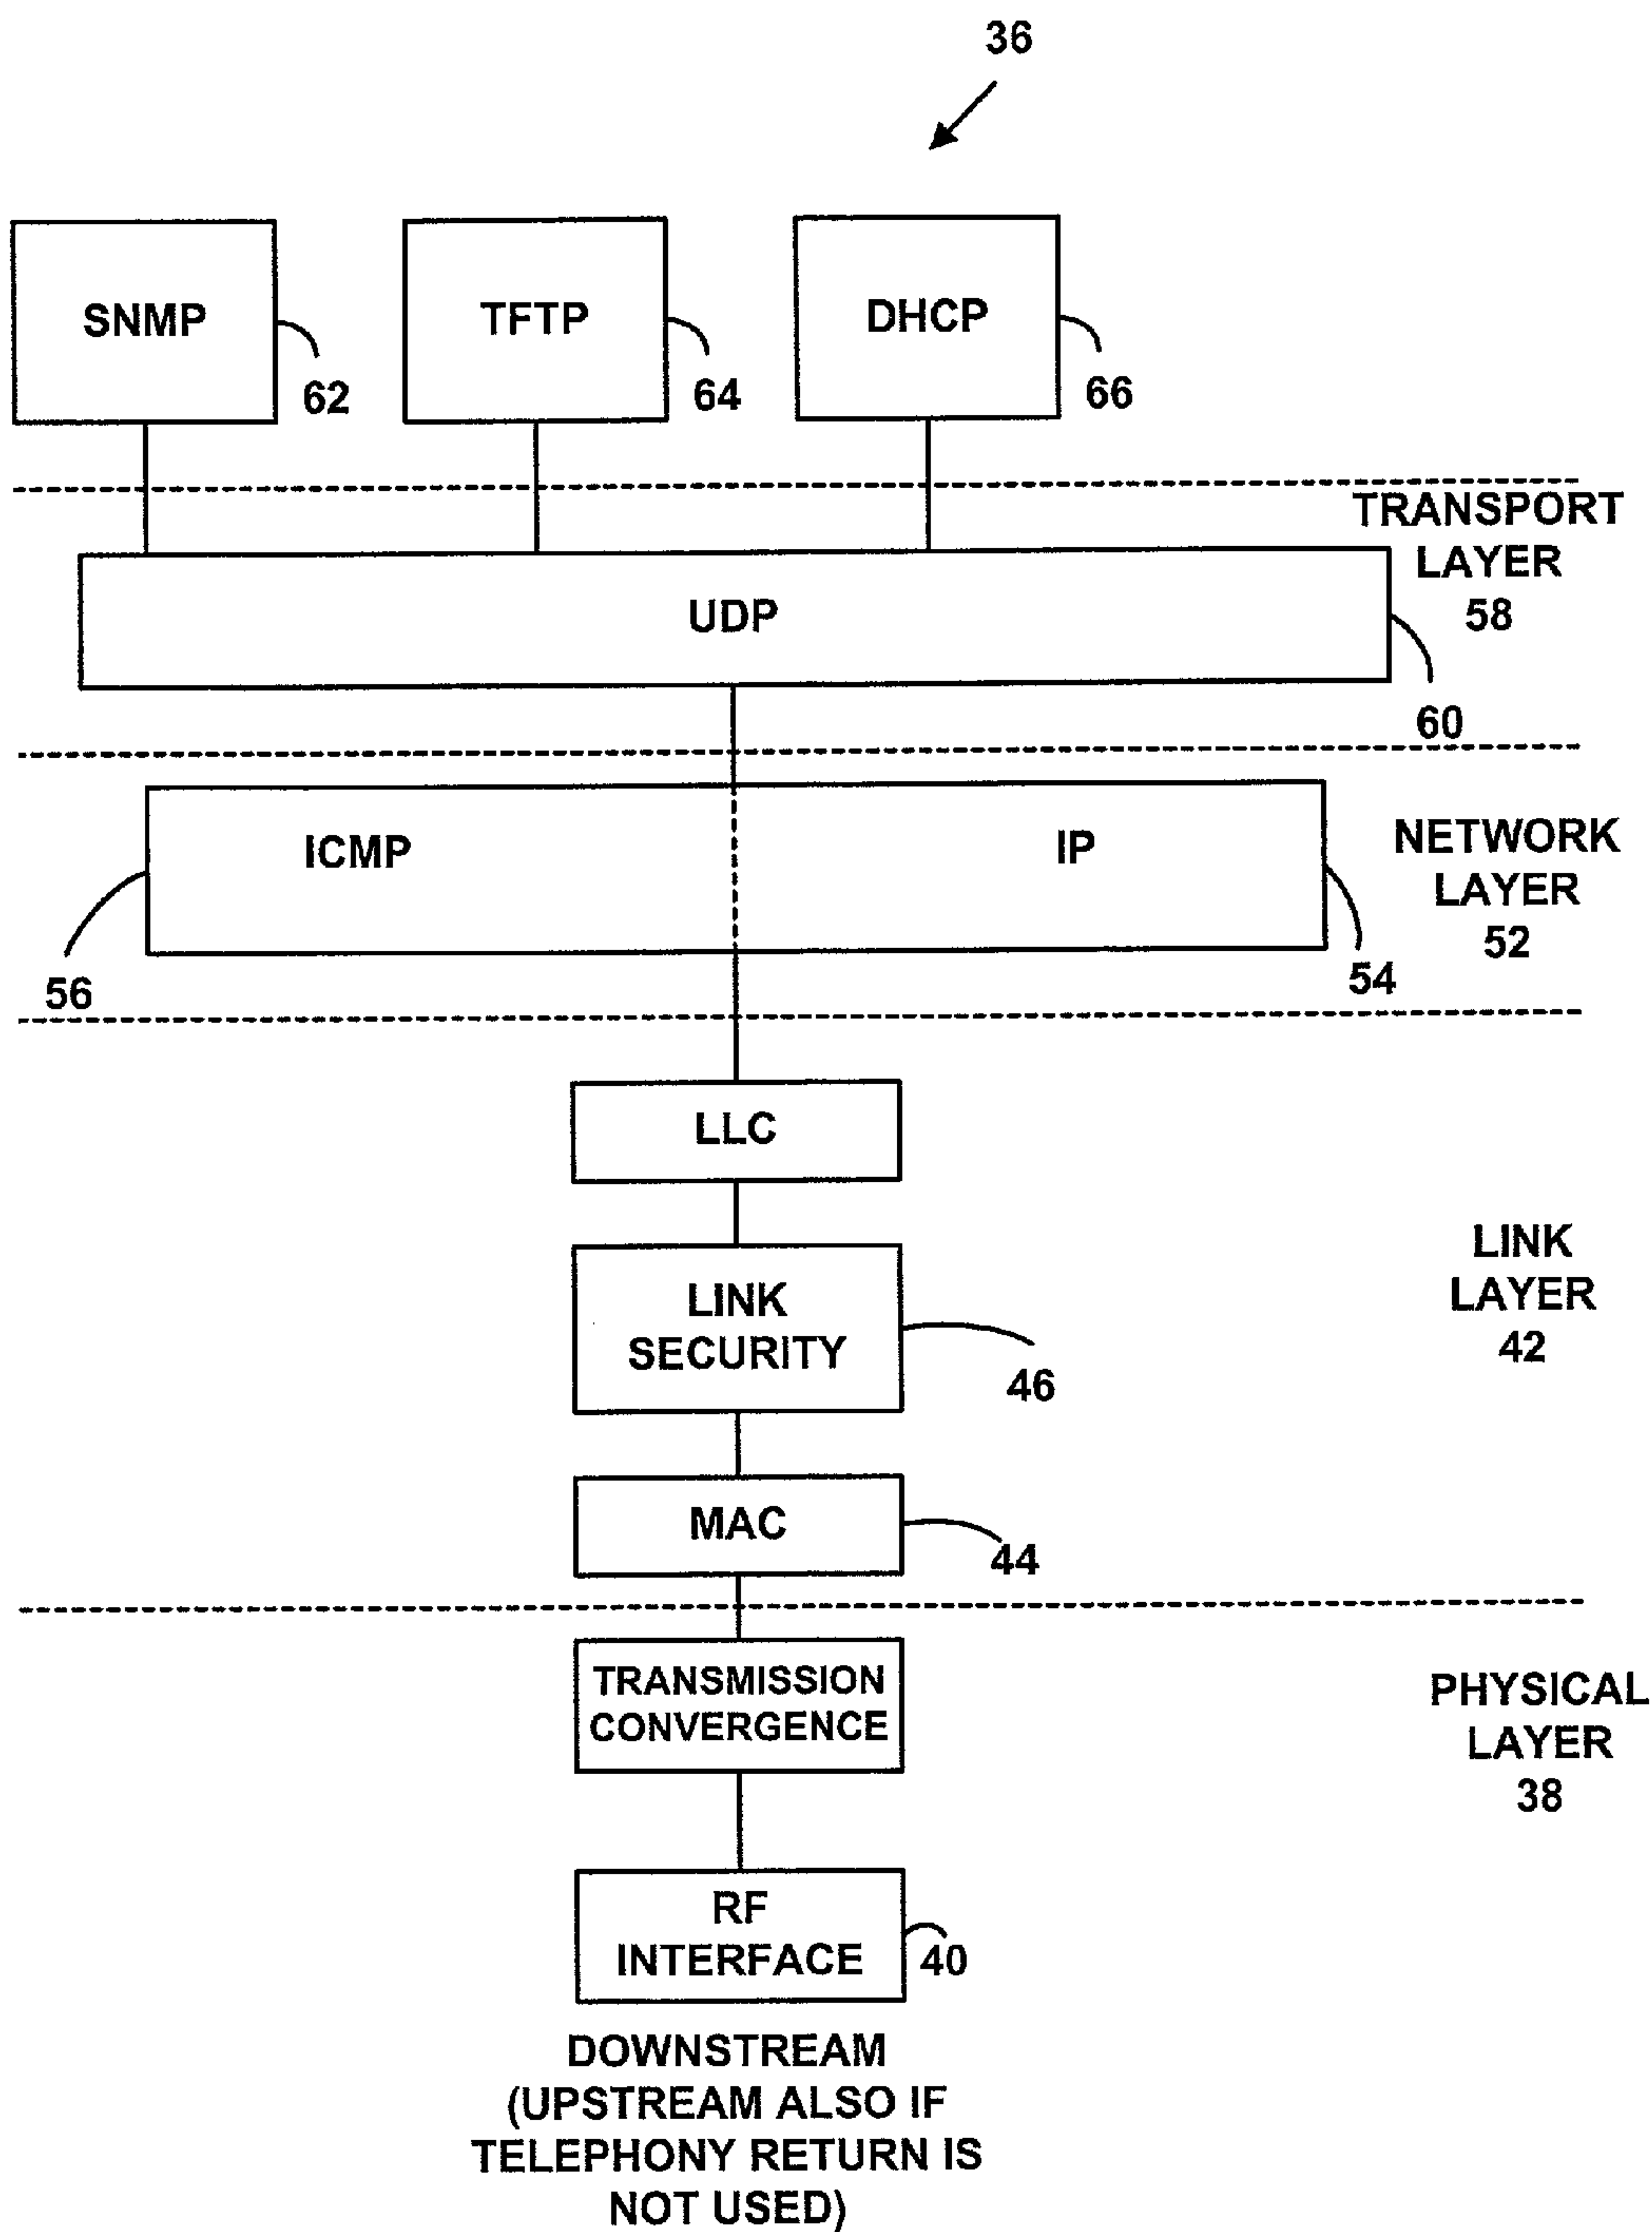 36
SNMP
62
TFTP
64
DHCP
66
TRANSPORT
LAYER
58
UDP
60
ICMP
56
IP
54
NETWORK
LAYER
52
LLC
LINK
SECURITY
46
LINK
LAYER
42
MAC
44
TRANSMISSION
CONVERGENCE
PHYSICAL
LAYER
38
RF
INTERFACE
40
DOWNSTREAM
(UPSTREAM ALSO IF
TELEPHONY RETURN IS
NOT USED)